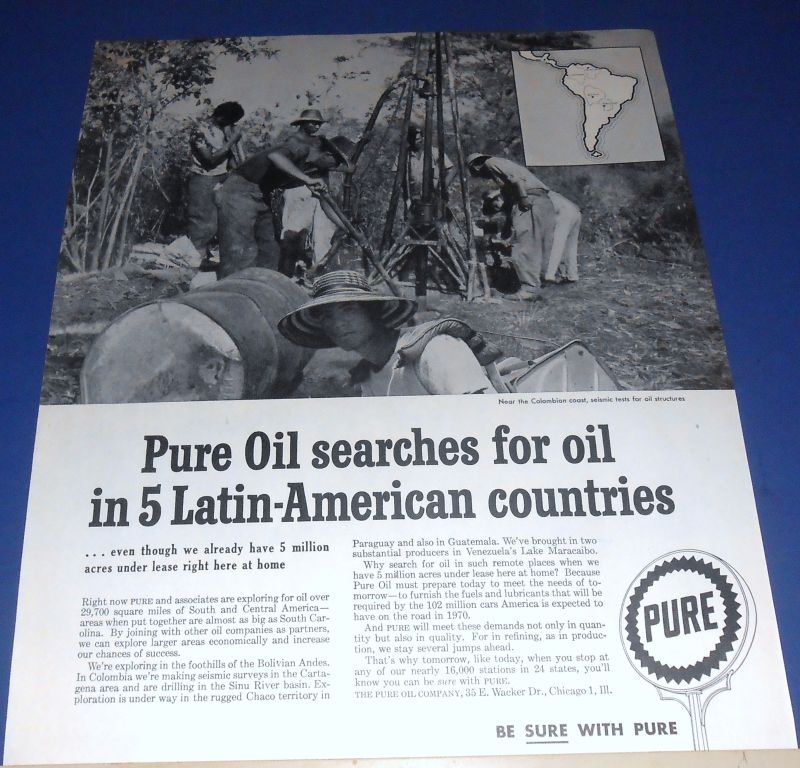 Near the Colombian coast, seismic tests for oil structures
Pure Oil searches for oil
in 5 Latin-American countries
... even though we already have 5 million
acres under lease right here at home
Right now PURE and associates are exploring for oil over
29,700 square miles of South and Central America—
areas when put together are almost as big as South Car-
olina. By joining with other oil companies as partners,
we can explore larger areas economically and increase
our chances of success.
We're exploring in the foothills of the Bolivian Andes.
In Colombia we're making seismic surveys in the Carta-
gena area and are drilling in the Sinu River basin. Ex-
ploration is under way in the rugged Chaco territory in
Paraguay and also in Guatemala. We've brought in two
substantial producers in Venezuela's Lake Maracaibo.
Why search for oil in such remote places when we
have 5 million acres under lease here at home? Because
Pure Oil must prepare today to meet the needs of to-
morrow—to furnish the fuels and lubricants that will be
required by the 102 million cars America is expected to
have on the road in 1970.
And PURE will meet these demands not only in quan-
tity but also in quality. For in refining, as in produc-
tion, we stay several jumps ahead.
That's why tomorrow, like today, when you stop at
any of our nearly 16,000 stations in 24 states, you'll
know you can be sure with PURE.
THE PURE OIL COMPANY, 35 E. Wacker Dr., Chicago 1, Ill.
PURE
BE SURE WITH PURE